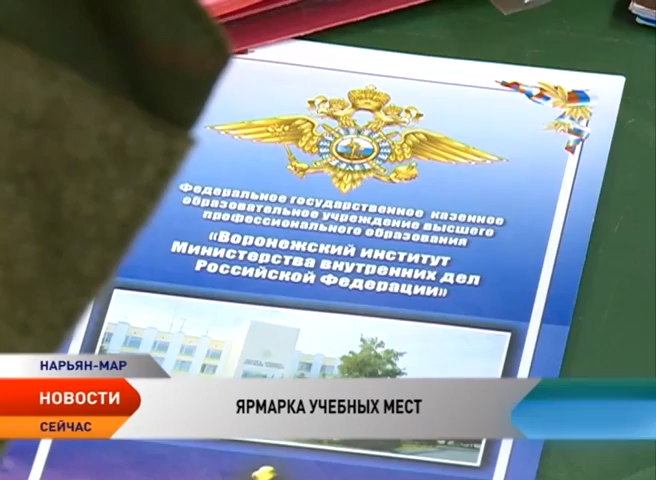 Федеральное государственное казенное
образовательное учреждение высшего
профессионального образования
«Воронежский институт
Министерства внутренних дел
Российской Федерации»
НАРЬЯН-МАР
НОВОСТИ
СЕЙЧАС
ЯРМАРКА УЧЕБНЫХ МЕСТ